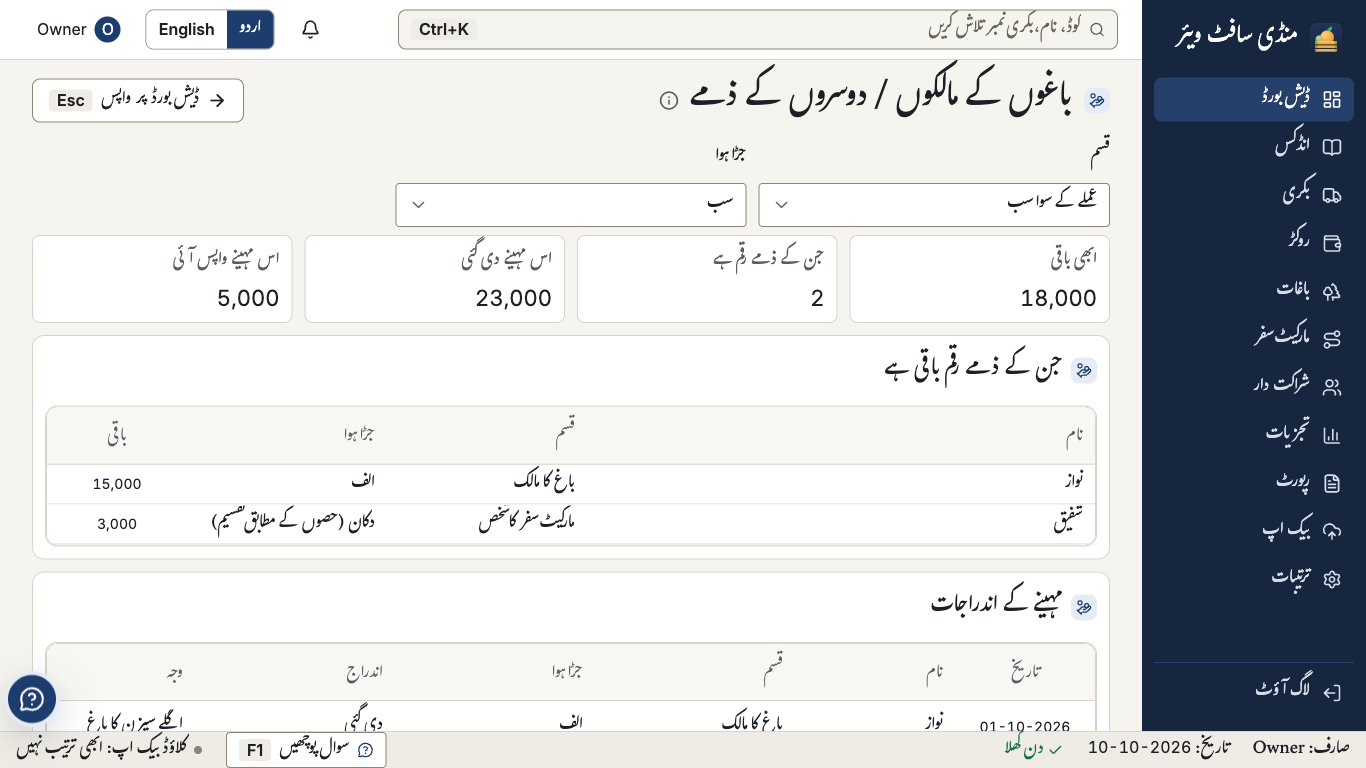 منڈی سافٹ ویئر
ڈیش بورڈ
انڈکس
بکری
روکڑ
باغات
مارکیٹ سفر
شراکت دار
تجزیات
رپورٹ
بیک اپ
ترتیبات
لاگ آؤٹ
لوڈ، نام، بکری نمبر تلاش کریں Ctrl+K
اردو English
Owner O
باغوں کے مالکوں / دوسروں کے ذمے
ڈیش بورڈ پر واپس Esc
قسم جڑا ہوا
عملے کے سوا سب سب
ابھی باقی جن کے ذمے رقم ہے اس مہینے دی گئی اس مہینے واپس آئی
18,000 2 23,000 5,000
جن کے ذمے رقم باقی ہے
نام قسم جڑا ہوا باقی
نواز باغ کا مالک الف 15,000
شفیق مارکیٹ سفر کا شخص دکان (حصوں کے مطابق تقسیم) 3,000
مہینے کے اندراجات
تاریخ نام قسم جڑا ہوا اندراج وجہ
01-10-2026 نواز باغ کا مالک الف دی گئی اگلے سیزن کا باغ
صارف: Owner تاریخ: 10-10-2026 دن کھلا سوال پوچھیں F1 کلاؤڈ بیک اپ: ابھی ترتیب نہیں